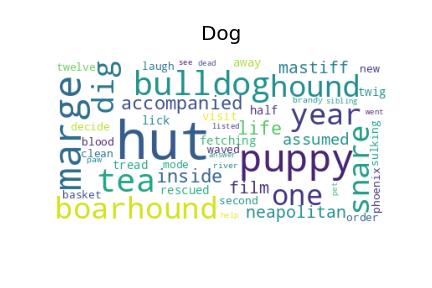 Dog
twelve
laugh
see
dead
away
mastiff
new
dig
bulldog
hound
twig
marge
accompanied
half
brandy
sibling
year
went
decide
lick
visit
listed
life
assumed
snare
sulking
hut
blood
clean
paw
fetching
waved
answer
puppy
tread
mode
river
tea
inside
rescued
film
one
pet
phoenix
basket
second
boarhound
help
neapolitan
order